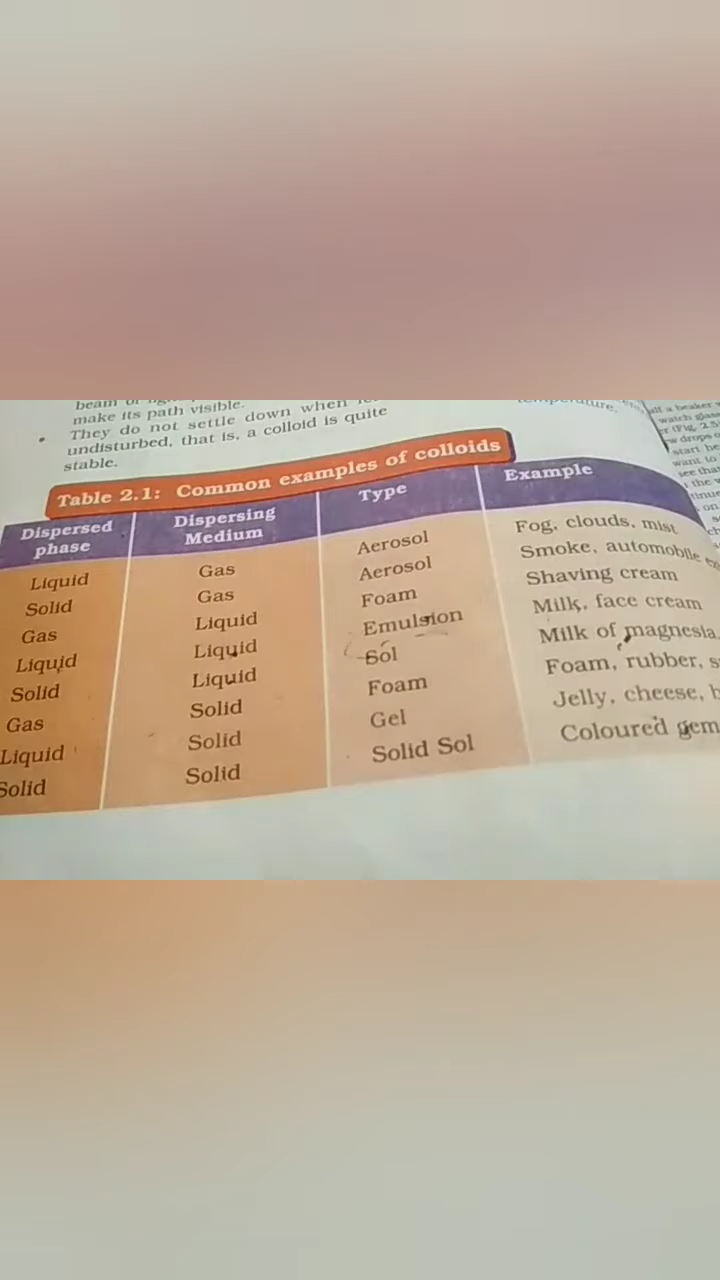 make its path visible.
• They do not settle down when
undisturbed, that is, a colloid is quite
stable.
Table 2.1: Common examples of colloids
Dispersed phase Dispersing Medium Type Example
Liquid Gas Aerosol Fog, clouds, mist
Solid Gas Aerosol Smoke, automobile
Gas Liquid Foam Shaving cream
Liquid Liquid Emulsion Milk, face cream
Solid Liquid Sol Milk of magnesia,
Gas Solid Foam Foam, rubber,
Liquid Solid Gel Jelly, cheese,
Solid Solid Solid Sol Coloured gem